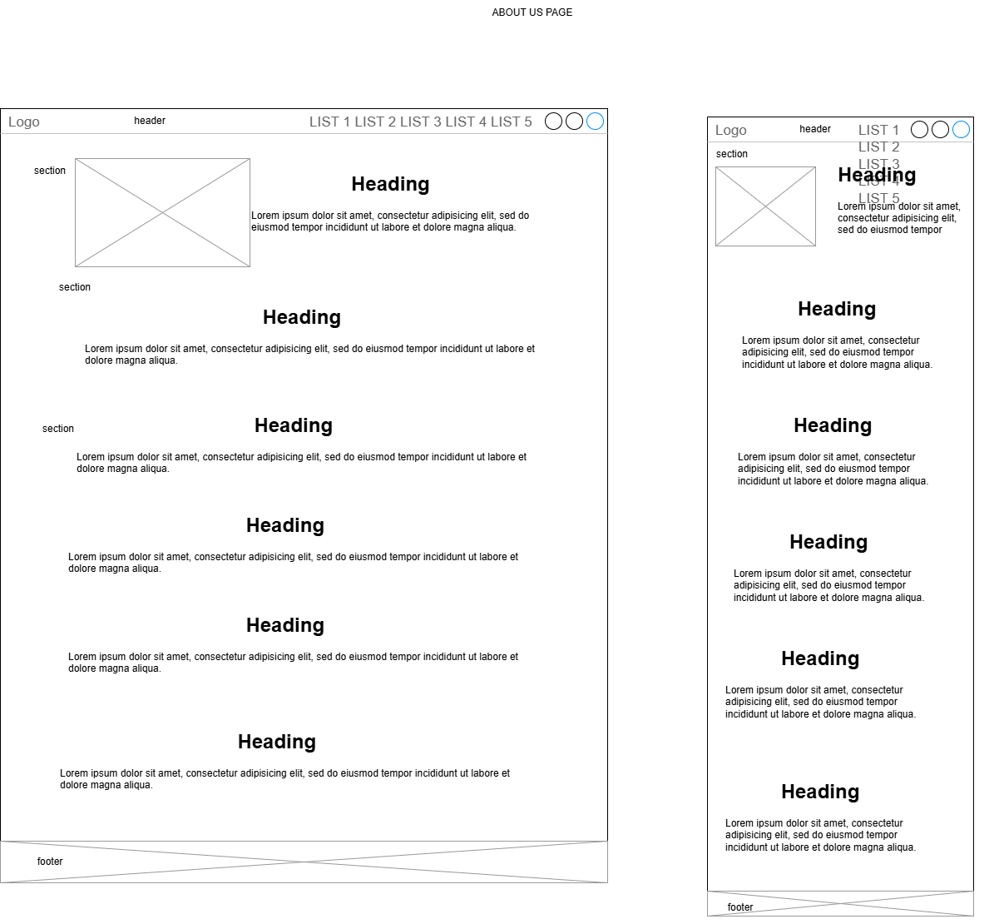 ABOUT US PAGE
Logo
header
LIST 1 LIST 2 LIST 3 LIST 4 LIST 5
section
Heading
Lorem ipsum dolor sit amet, consectetur adipisicing elit, sed do
eiusmod tempor incididunt ut labore et dolore magna aliqua.
section
Heading
Lorem ipsum dolor sit amet, consectetur adipisicing elit, sed do eiusmod tempor incididunt ut labore et
dolore magna aliqua.
section
Heading
Lorem ipsum dolor sit amet, consectetur adipisicing elit, sed do eiusmod tempor incididunt ut labore et
dolore magna aliqua.
Heading
Lorem ipsum dolor sit amet, consectetur adipisicing elit, sed do eiusmod tempor incididunt ut labore et
dolore magna aliqua.
Heading
Lorem ipsum dolor sit amet, consectetur adipisicing elit, sed do eiusmod tempor incididunt ut labore et
dolore magna aliqua.
Heading
Lorem ipsum dolor sit amet, consectetur adipisicing elit, sed do eiusmod tempor incididunt ut labore et
dolore magna aliqua.
footer
Logo
header
LIST 1
LIST 2
LIST 3
LIST 4
LIST 5
section
Heading
Lorem ipsum dolor sit amet,
consectetur adipisicing elit,
sed do eiusmod tempor
Heading
Lorem ipsum dolor sit amet, consectetur
adipisicing elit, sed do eiusmod tempor
incididunt ut labore et dolore magna aliqua.
Heading
Lorem ipsum dolor sit amet, consectetur
adipisicing elit, sed do eiusmod tempor
incididunt ut labore et dolore magna aliqua.
Heading
Lorem ipsum dolor sit amet, consectetur
adipisicing elit, sed do eiusmod tempor
incididunt ut labore et dolore magna aliqua.
Heading
Lorem ipsum dolor sit amet, consectetur
adipisicing elit, sed do eiusmod tempor
incididunt ut labore et dolore magna aliqua.
Heading
Lorem ipsum dolor sit amet, consectetur
adipisicing elit, sed do eiusmod tempor
incididunt ut labore et dolore magna aliqua.
footer